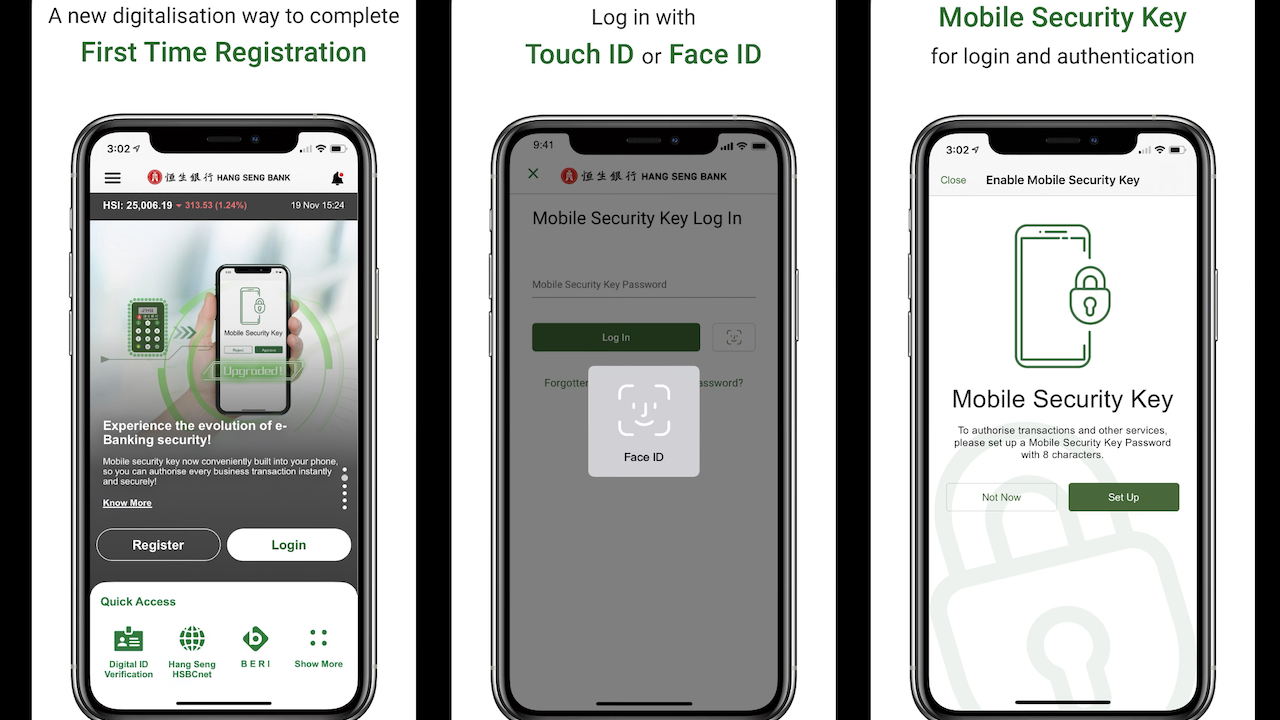 A new digitalisation way to complete
First Time Registration
3:02
恒生銀行 HANG SENG BANK
HSI: 25,006.19 313.53 (1.24%) 19 Nov 15:24
Mobile Security Key
Reject Approve
Upgraded!
Experience the evolution of e-
Banking security!
Mobile security key now conveniently built into your phone,
so you can authorise every business transaction instantly
and securely!
Know More
Register Login
Quick Access
Digital ID
Verification
Hang Seng
HSBCnet
BERI
Show More
Log in with
Touch ID or Face ID
9:41
恒生銀行 HANG SENG BANK
Mobile Security Key Log In
Mobile Security Key Password
Log In
Forgotten assword?
Face ID
Mobile Security Key
for login and authentication
3:02
Close Enable Mobile Security Key
Mobile Security Key
To authorise transactions and other services,
please set up a Mobile Security Key Password
with 8 characters.
Not Now Set Up